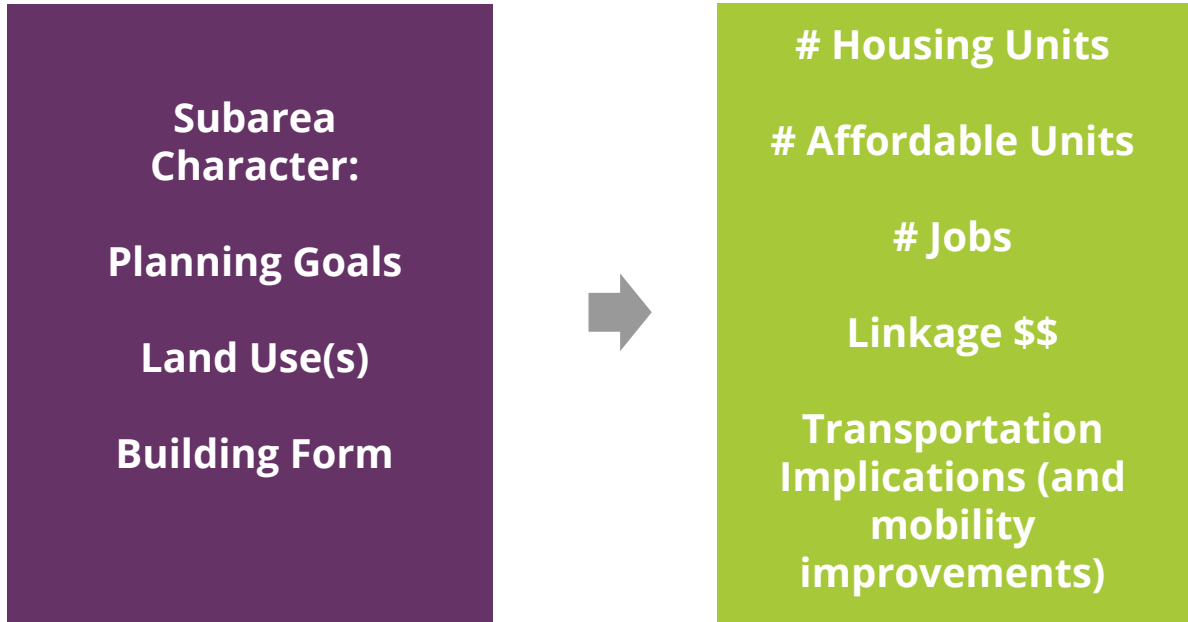 Subarea
Character:
Planning Goals
Land Use(s)
Building Form
# Housing Units
# Affordable Units
# Jobs
Linkage $$
Transportation
Implications (and
mobility
improvements)